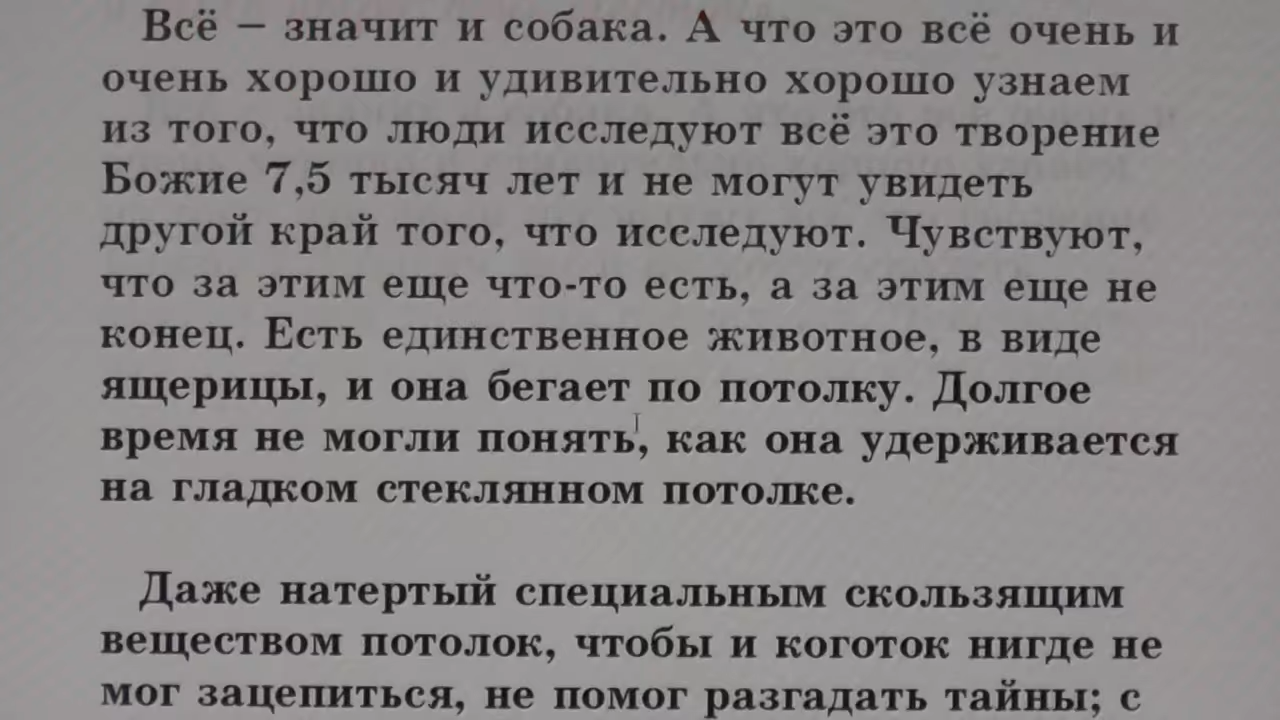 Всё – значит и собака. А что это всё очень и
очень хорошо и удивительно хорошо узнаем
из того, что люди исследуют всё это творение
Божие 7,5 тысяч лет и не могут увидеть
другой край того, что исследуют. Чувствуют,
что за этим еще что-то есть, а за этим еще не
конец. Есть единственное животное, в виде
ящерицы, и она бегает по потолку. Долгое
время не могли понять, как она удерживается
на гладком стеклянном потолке.
Даже натертый специальным скользящим
веществом потолок, чтобы и коготок нигде не
мог зацепиться, не помог разгадать тайны; с